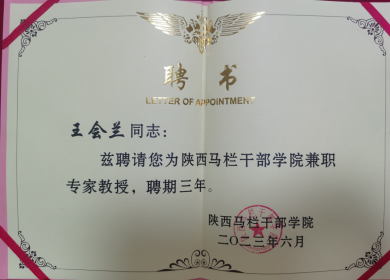 聘书
LETTER OF APPOINTMENT
王会兰同志：
兹聘请您为陕西马栏干部学院兼职
专家教授，聘期三年。
陕西马栏干部学院
二〇二三年六月